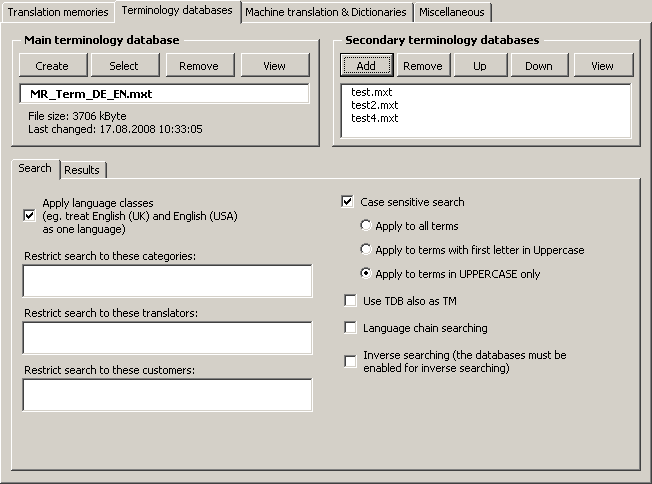 Translation memories
Terminology databases
Machine translation & Dictionaries
Miscellaneous
Main terminology database
Create
Select
Remove
View
MR_Term_DE_EN.mxt
File size: 3706 kByte
Last changed: 17.08.2008 10:33:05
Secondary terminology databases
Add
Remove
Up
Down
View
test.mxt
test2.mxt
test4.mxt
Search
Results
Apply language classes
(eg. treat English (UK) and English (USA)
as one language)
Restrict search to these categories:
Restrict search to these translators:
Restrict search to these customers:
Case sensitive search
Apply to all terms
Apply to terms with first letter in Uppercase
Apply to terms in UPPERCASE only
Use TDB also as TM
Language chain searching
Inverse searching (the databases must be
enabled for inverse searching)